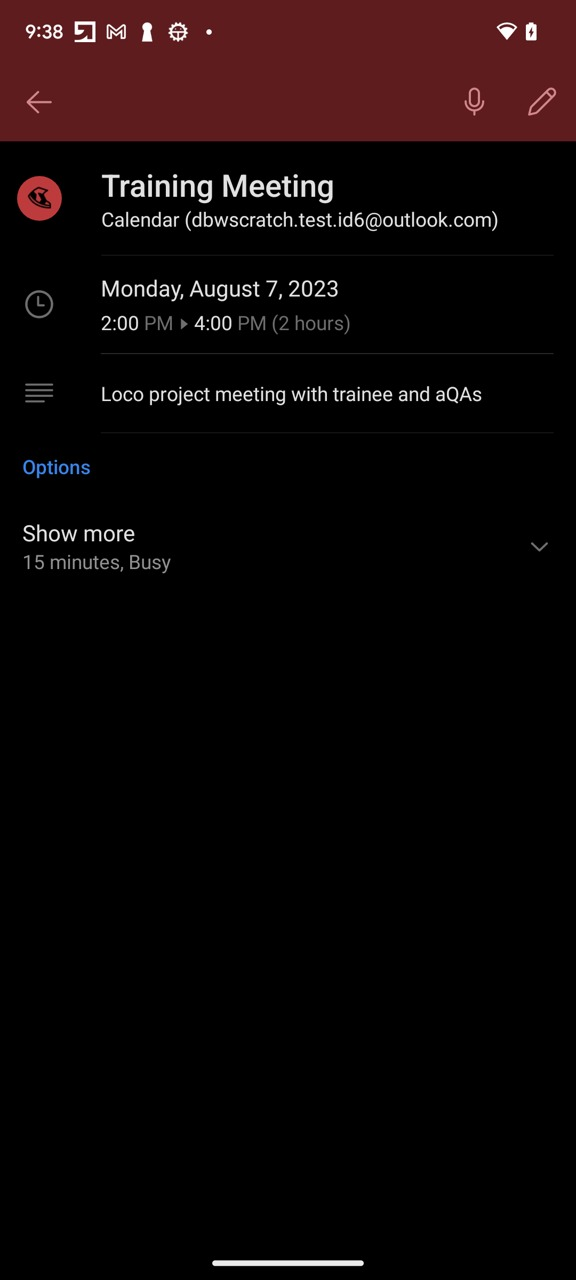 9:38
Training Meeting
Calendar (dbwscratch.test.id6@outlook.com)
Monday, August 7, 2023
2:00 PM ▸ 4:00 PM (2 hours)
Loco project meeting with trainee and aQAs
Options
Show more
15 minutes, Busy